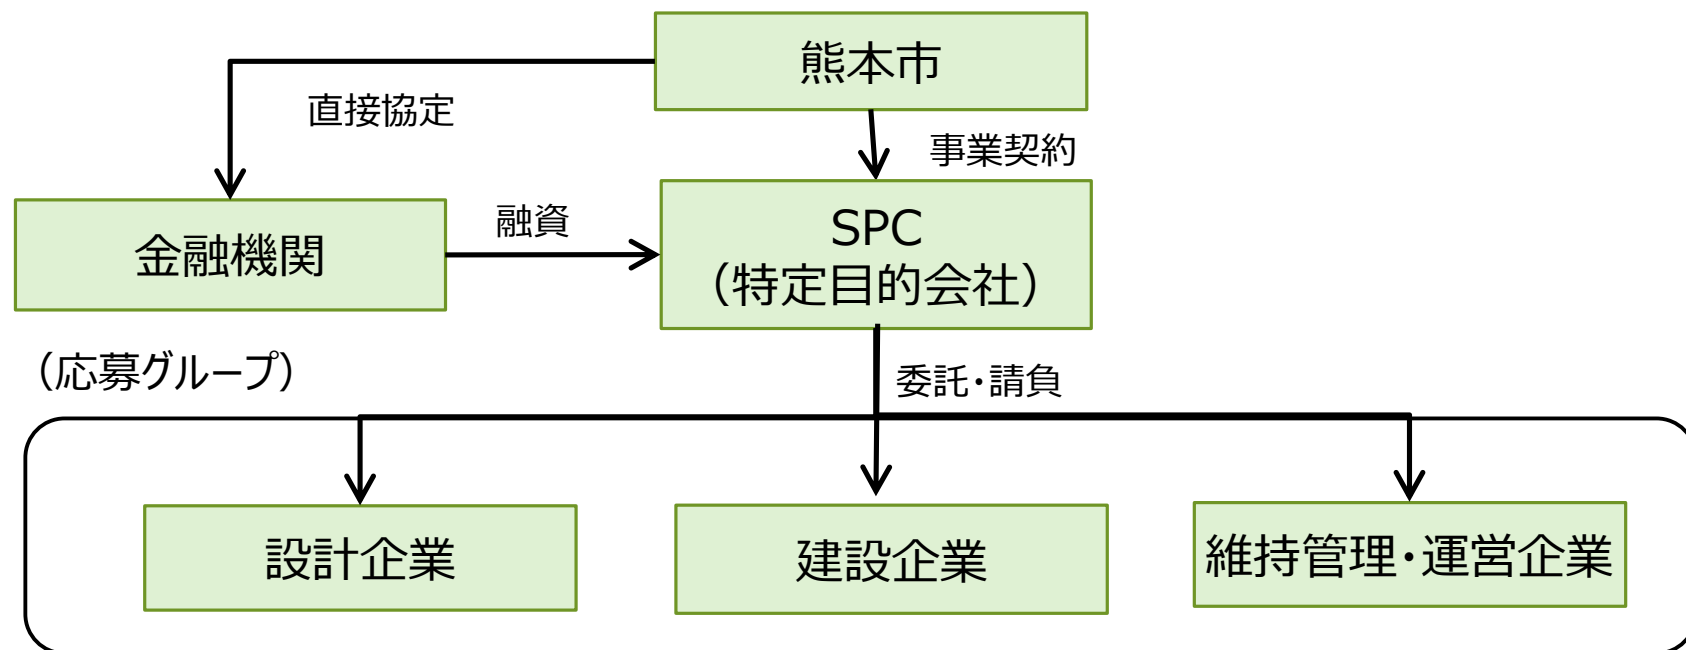 熊本市
直接協定
事業契約
金融機関
融資
SPC
（特定目的会社）
（応募グループ）
委託・請負
設計企業
建設企業
維持管理・運営企業